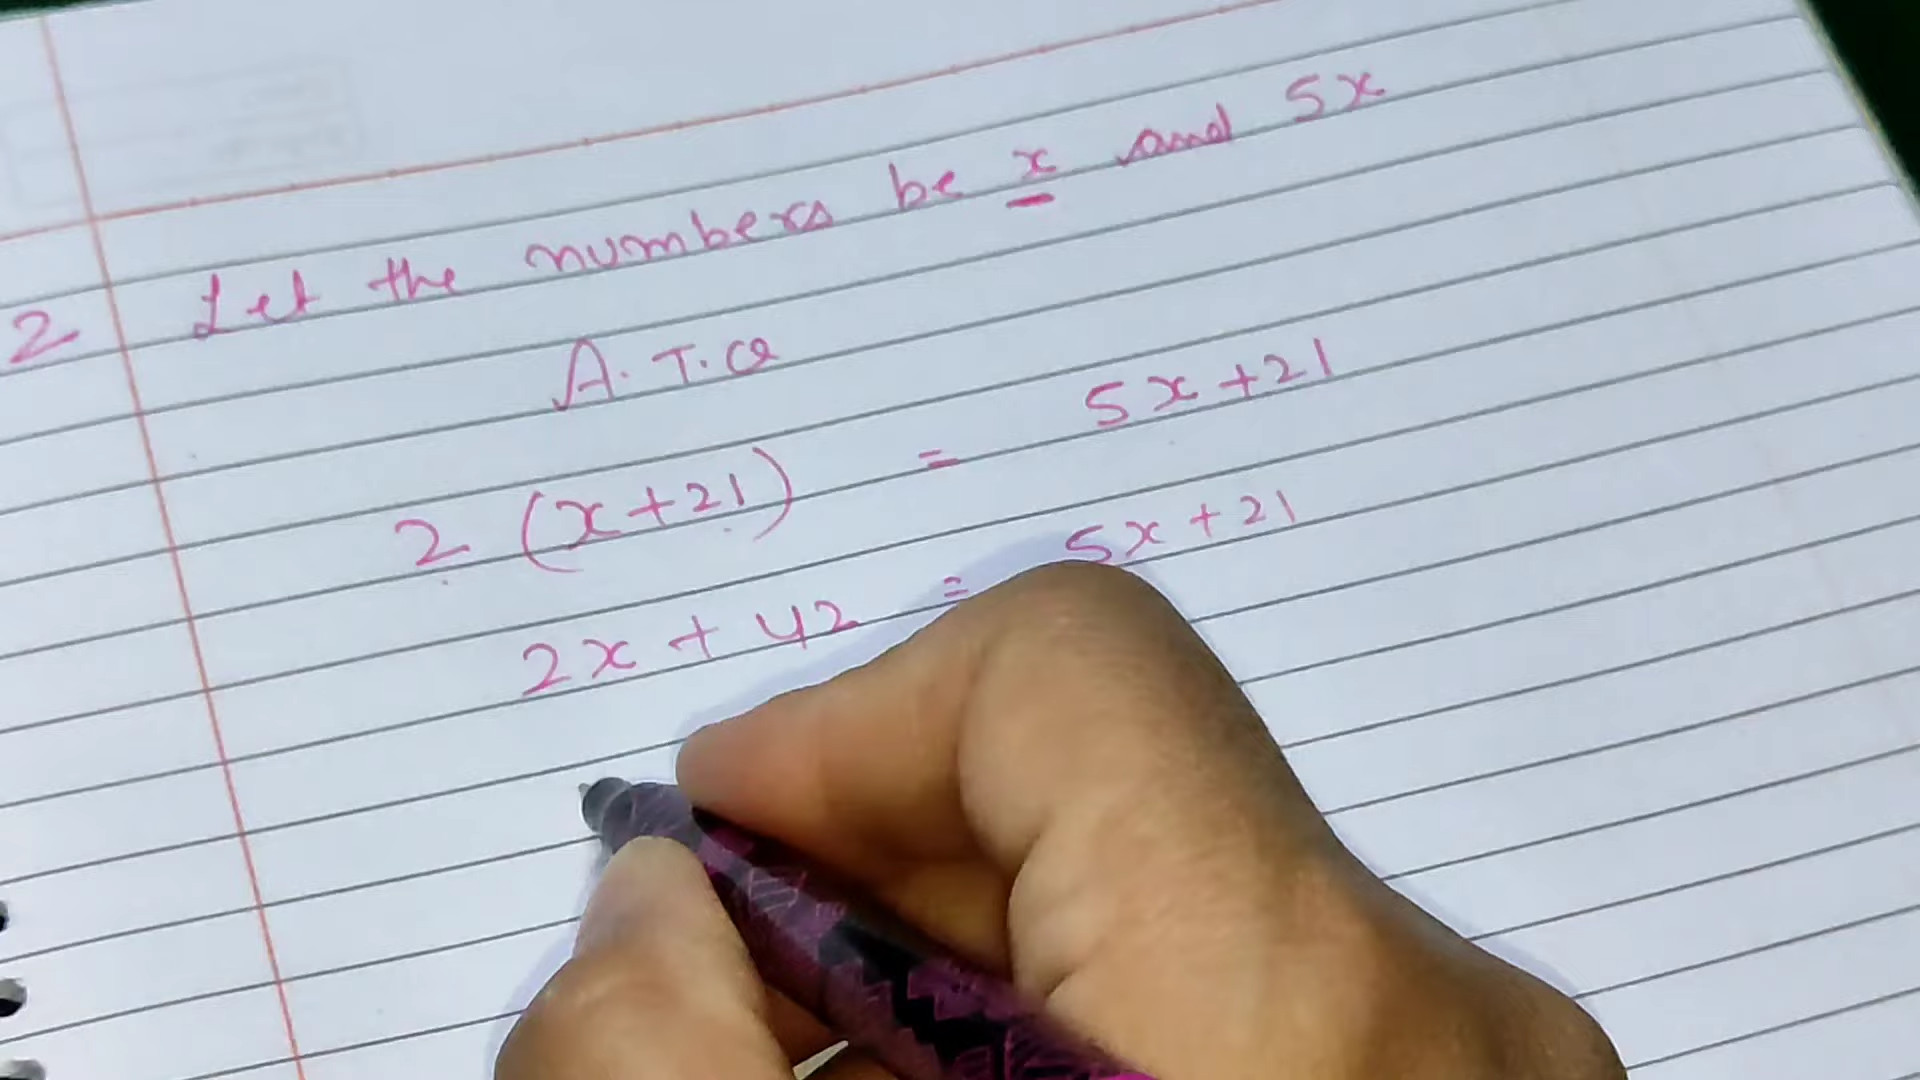 2 Let the numbers be x and 5x
A.T.Q
2 (x+21) = 5x+21
2x + 42 = 5x + 21